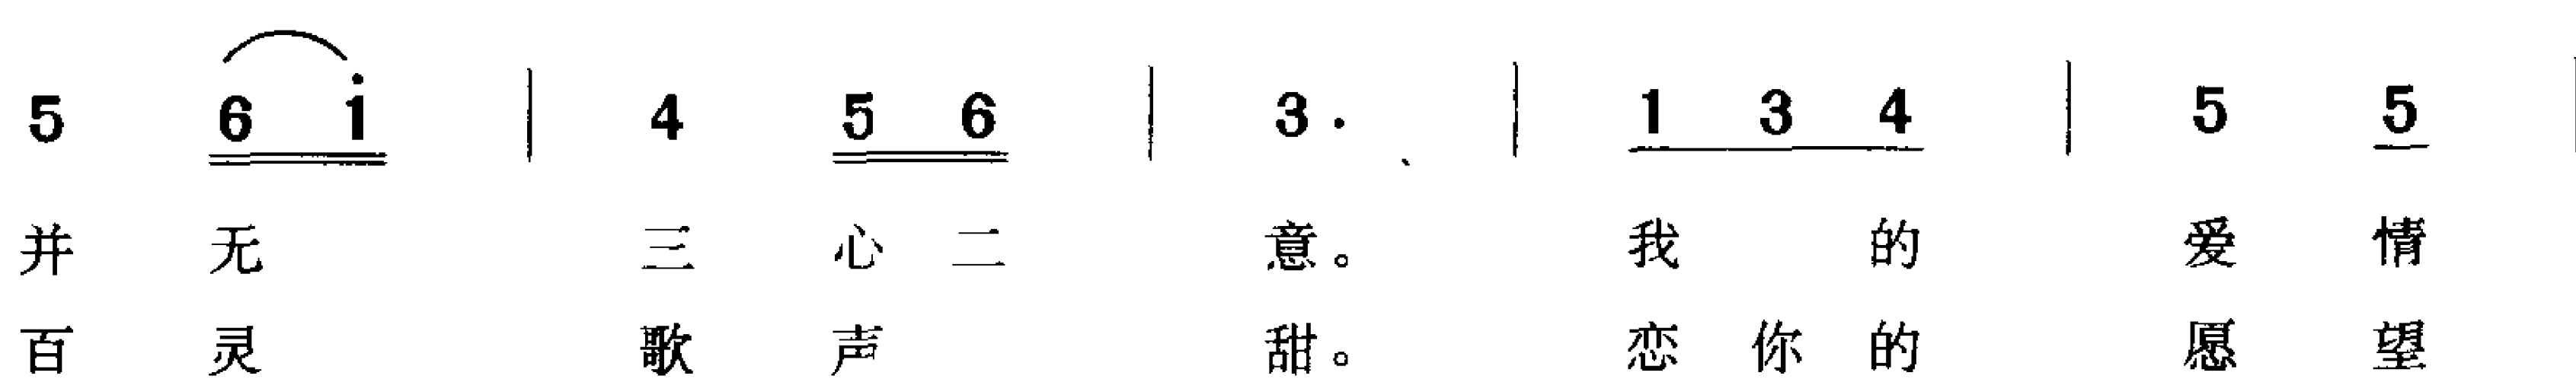 5 6 i | 4 5 6 | 3. | 1 3 4 | 5 5 |
并 无 三 心 二 意。 我 的 爱 情
百 灵 歌 声 甜。 恋 你 的 愿 望